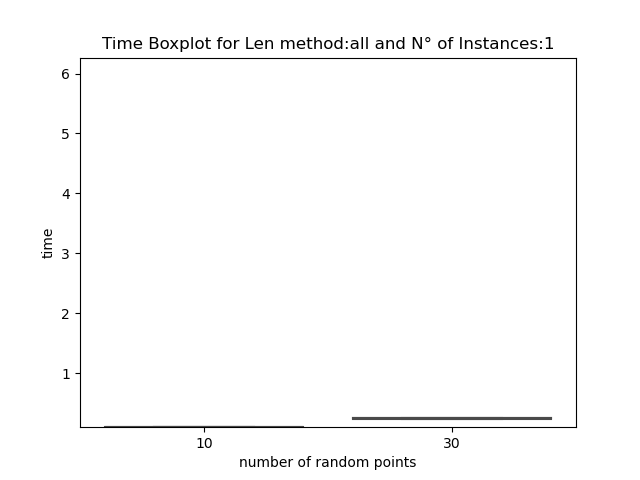 Time Boxplot for Len method:all and N° of Instances:1
6
5
4
3
2
1
time
10
30
number of random points